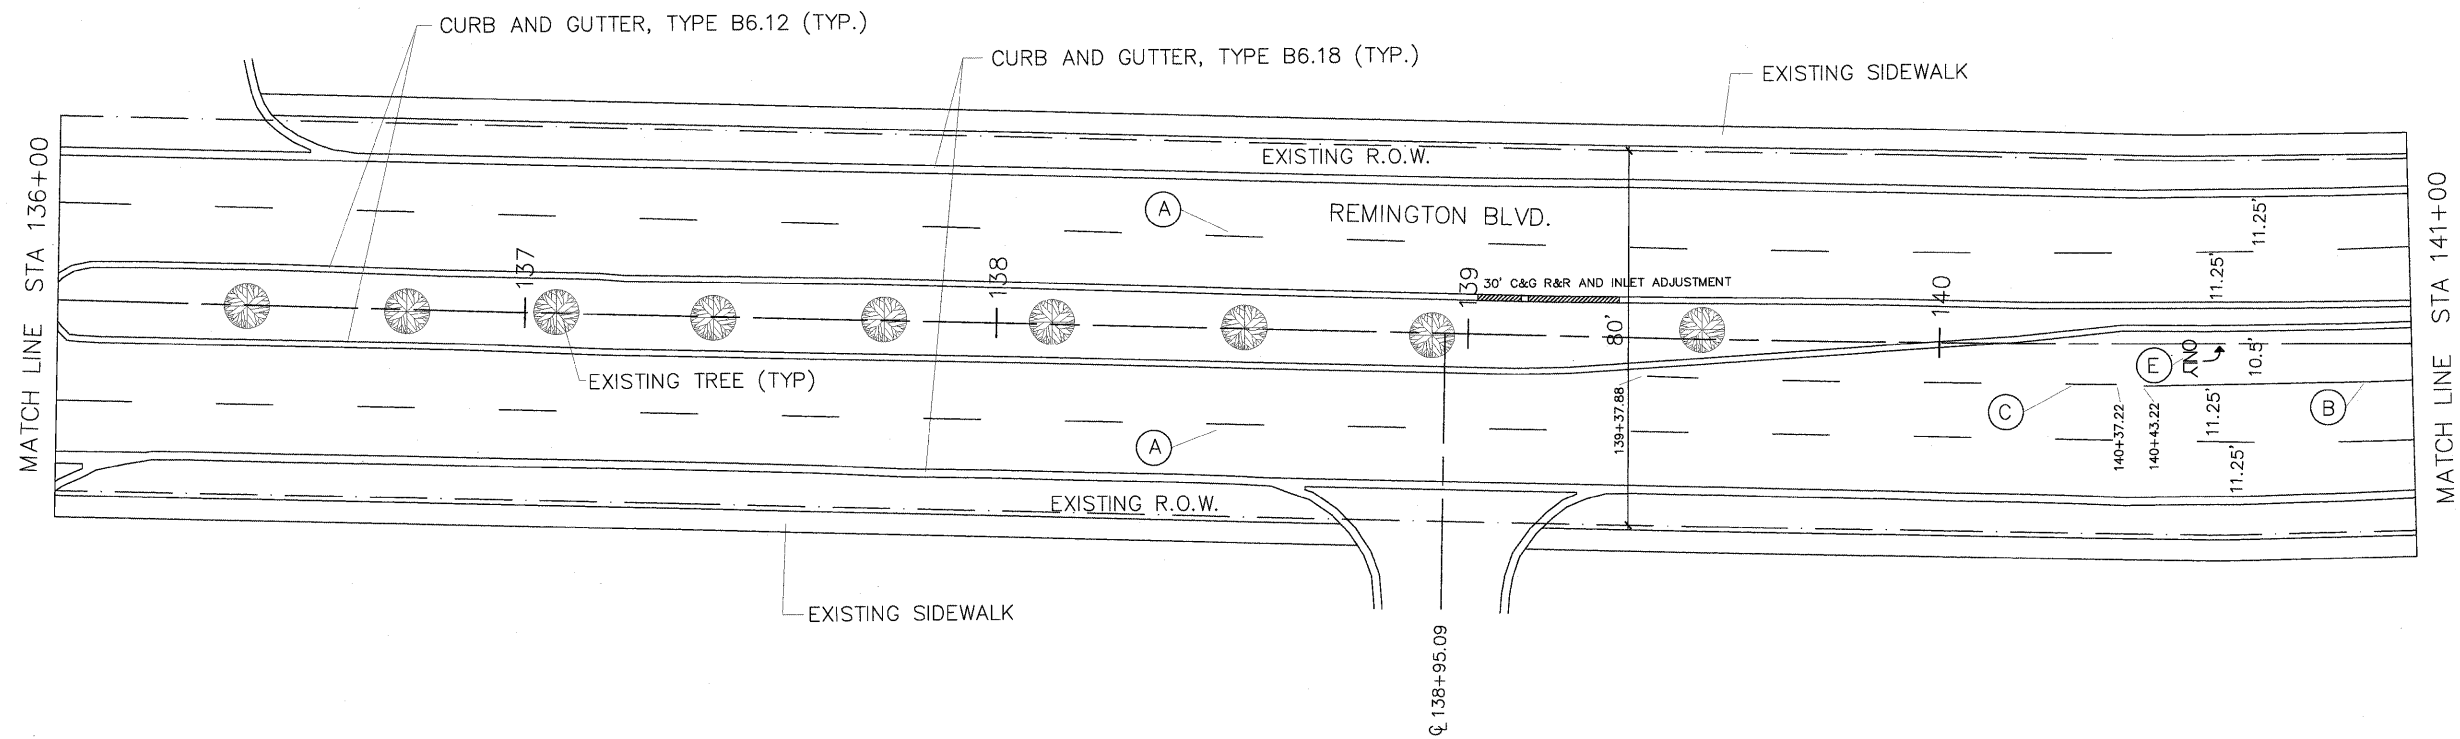 CURB AND GUTTER, TYPE B6.12 (TYP.)
CURB AND GUTTER, TYPE B6.18 (TYP.)
EXISTING SIDEWALK
MATCH LINE STA 136+00
EXISTING R.O.W.
A
REMINGTON BLVD.
11.25'
11.25'
137
138
139
140
30' C&G R&R AND INLET ADJUSTMENT
80'
EXISTING TREE (TYP)
139+37.88
E
ONLY
10.5'
C
140+37.22
140+43.22
11.25'
B
11.25'
A
EXISTING R.O.W.
EXISTING SIDEWALK
℄ 138+95.09
MATCH LINE STA 141+00